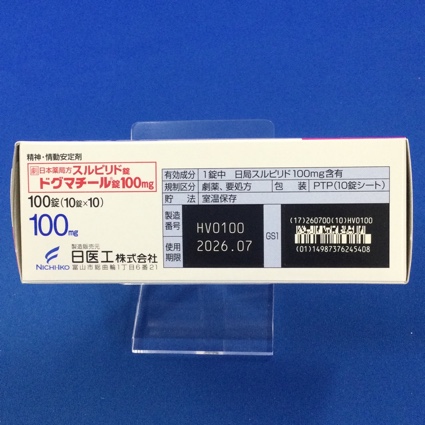 精神・情動安定剤
劇 日本薬局方 スルピリド錠
ドグマチール錠100mg
100錠(10錠×10)
100mg
製造販売元
日医工株式会社
富山市総曲輪1丁目6番21
NICHI-IKO
有効成分 1錠中 日局スルピリド100mg含有
規制区分 劇薬、要処方 包装 PTP(10錠シート)
貯法 室温保存
製造番号 HV0100
使用期限 2026.07
GS1
(17)260700(10)HV0100
(01)14987376245408